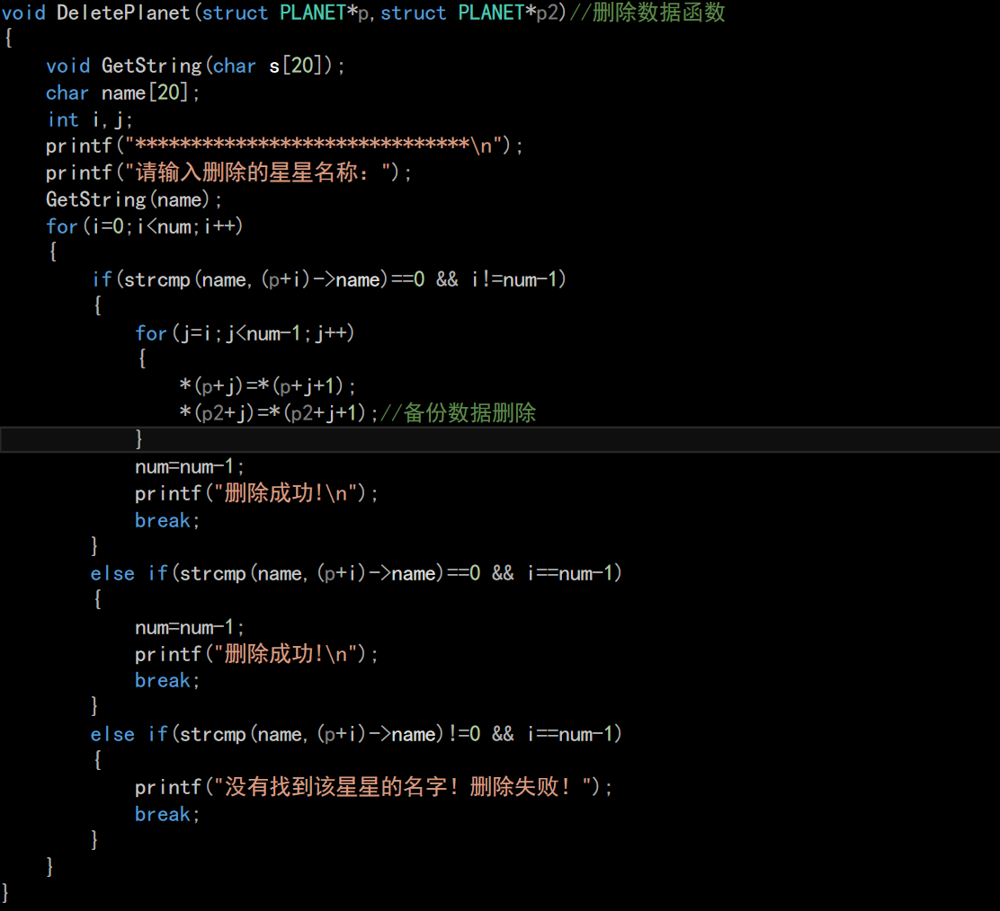 void DeletePlanet(struct PLANET*p,struct PLANET*p2)//删除数据函数
{
    void GetString(char s[20]);
    char name[20];
    int i,j;
    printf("******************************\n");
    printf("请输入删除的星星名称：");
    GetString(name);
    for(i=0;i<num;i++)
    {
        if(strcmp(name,(p+i)->name)==0 && i!=num-1)
        {
            for(j=i;j<num-1;j++)
            {
                *(p+j)=*(p+j+1);
                *(p2+j)=*(p2+j+1);//备份数据删除
            }
            num=num-1;
            printf("删除成功!\n");
            break;
        }
        else if(strcmp(name,(p+i)->name)==0 && i==num-1)
        {
            num=num-1;
            printf("删除成功!\n");
            break;
        }
        else if(strcmp(name,(p+i)->name)!=0 && i==num-1)
        {
            printf("没有找到该星星的名字！删除失败！");
            break;
        }
    }
}